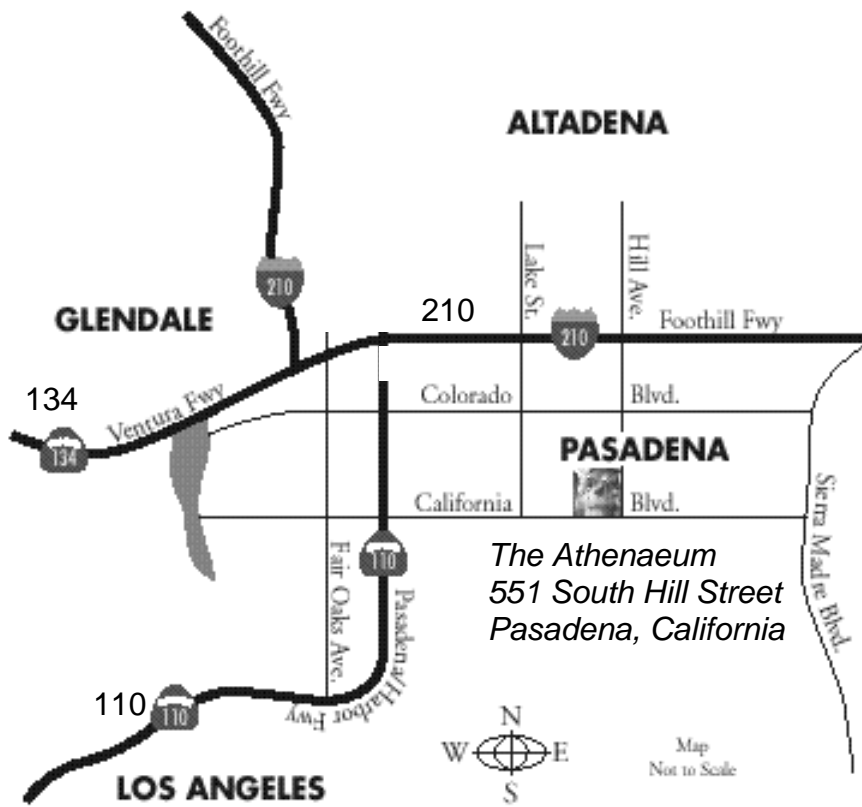 Foothill Fwy
ALTADENA
Lake St.
Hill Ave.
210
GLENDALE
210
210
Foothill Fwy
134
Ventura Fwy
134
Colorado
Blvd.
PASADENA
California
Blvd.
Sierra Madre Blvd.
Fair Oaks Ave.
110
Pasadena/Harbor Fwy
The Athenaeum
551 South Hill Street
Pasadena, California
110
110
LOS ANGELES
N
W
E
S
Map
Not to Scale